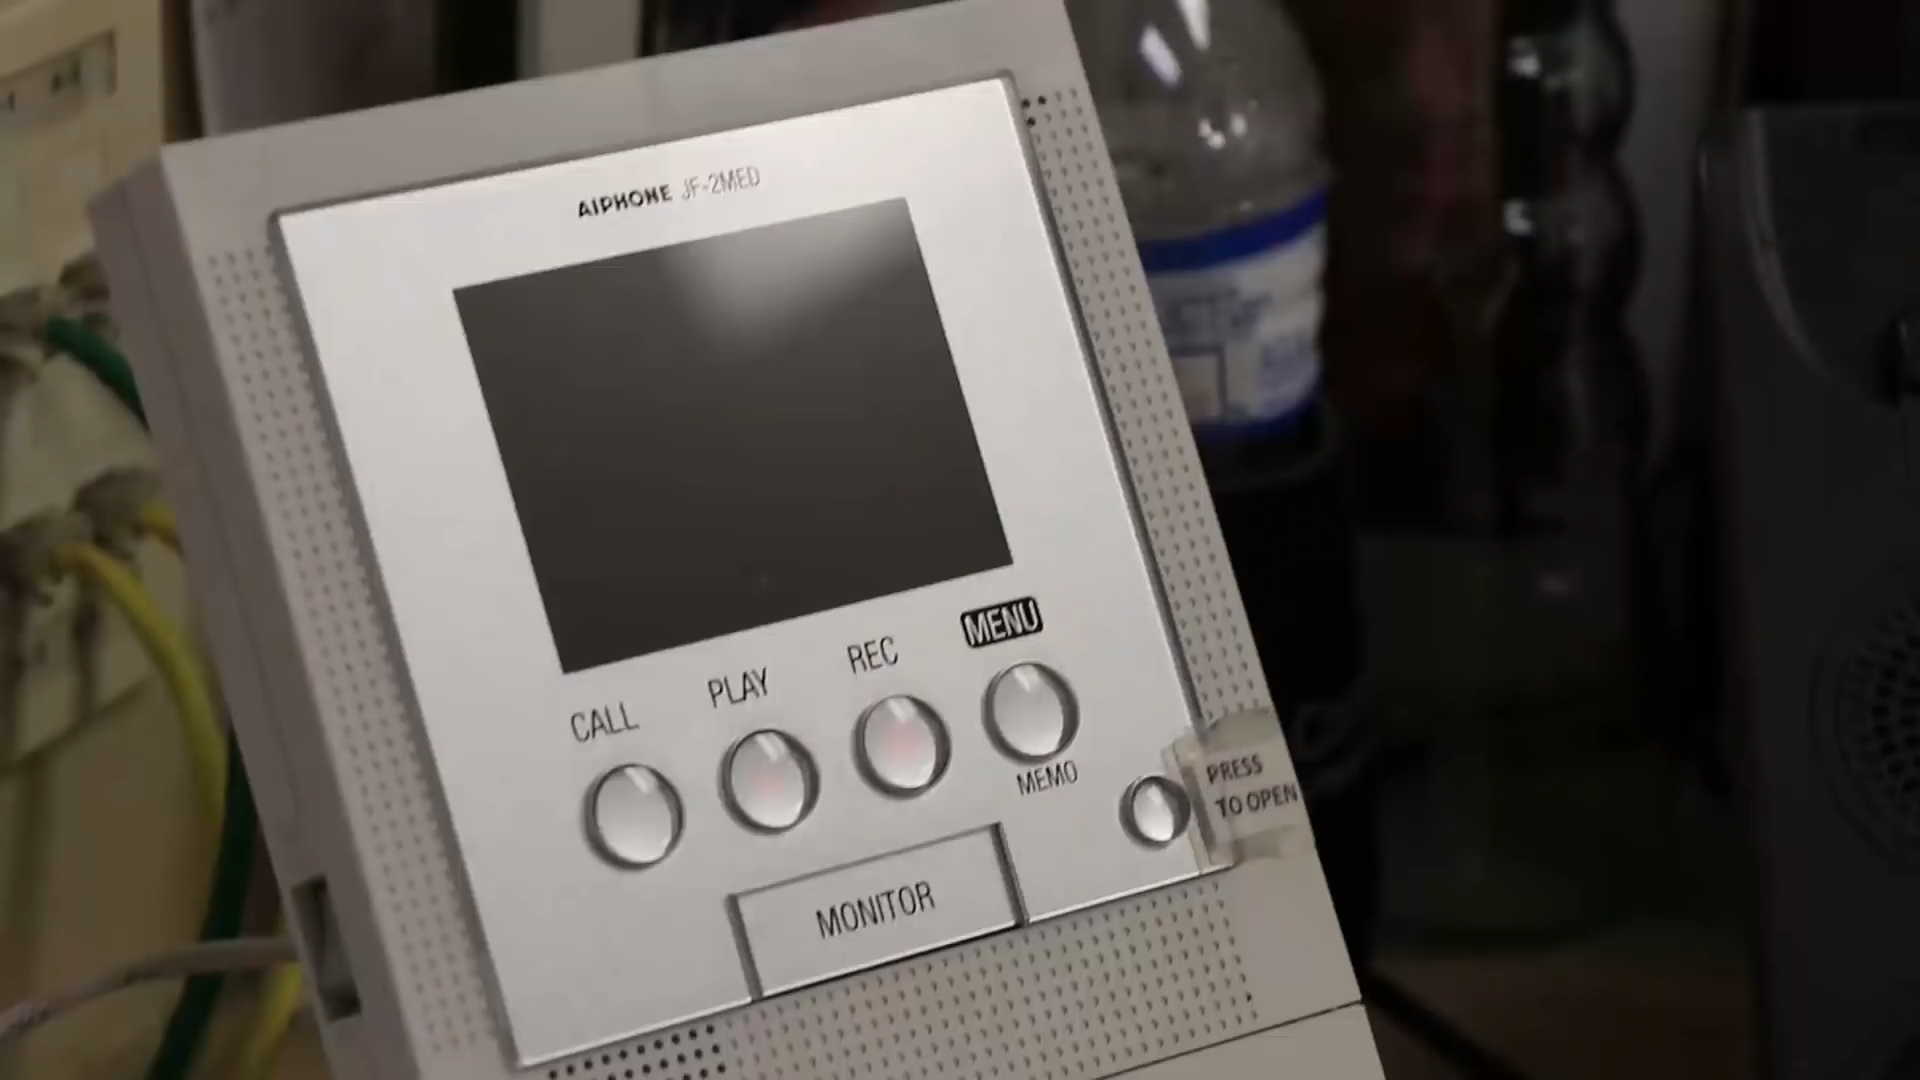 AIPHONE JF-2MED
CALL
PLAY
REC
MENU
MEMO
PRESS
TO OPEN
MONITOR